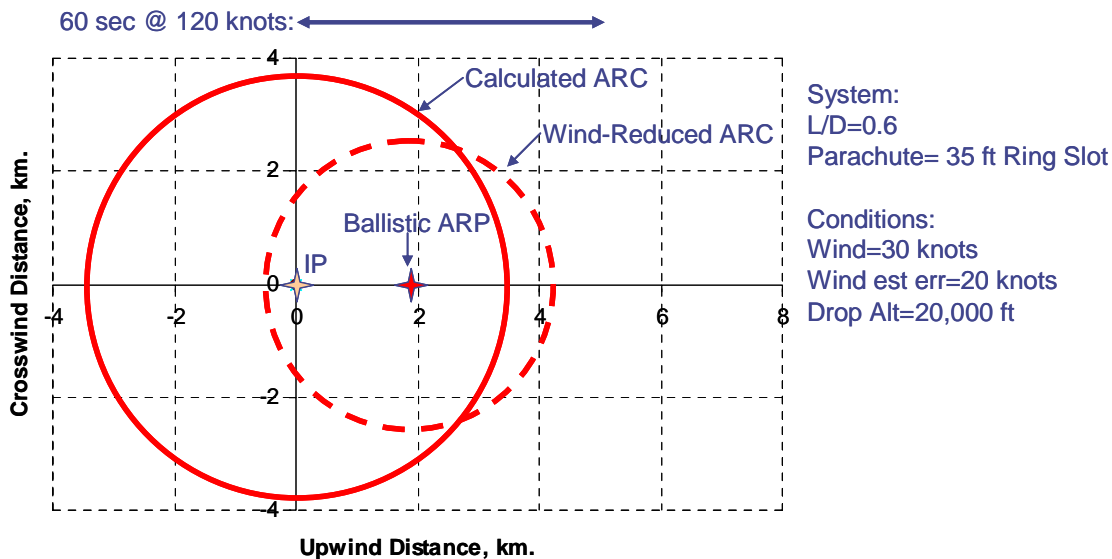 60 sec @ 120 knots:
4
Calculated ARC
Wind-Reduced ARC
2
Ballistic ARP
IP
0
-4
-2
0
2
4
6
8
-2
-4
Crosswind Distance, km.
Upwind Distance, km.
System:
L/D=0.6
Parachute= 35 ft Ring Slot
Conditions:
Wind=30 knots
Wind est err=20 knots
Drop Alt=20,000 ft